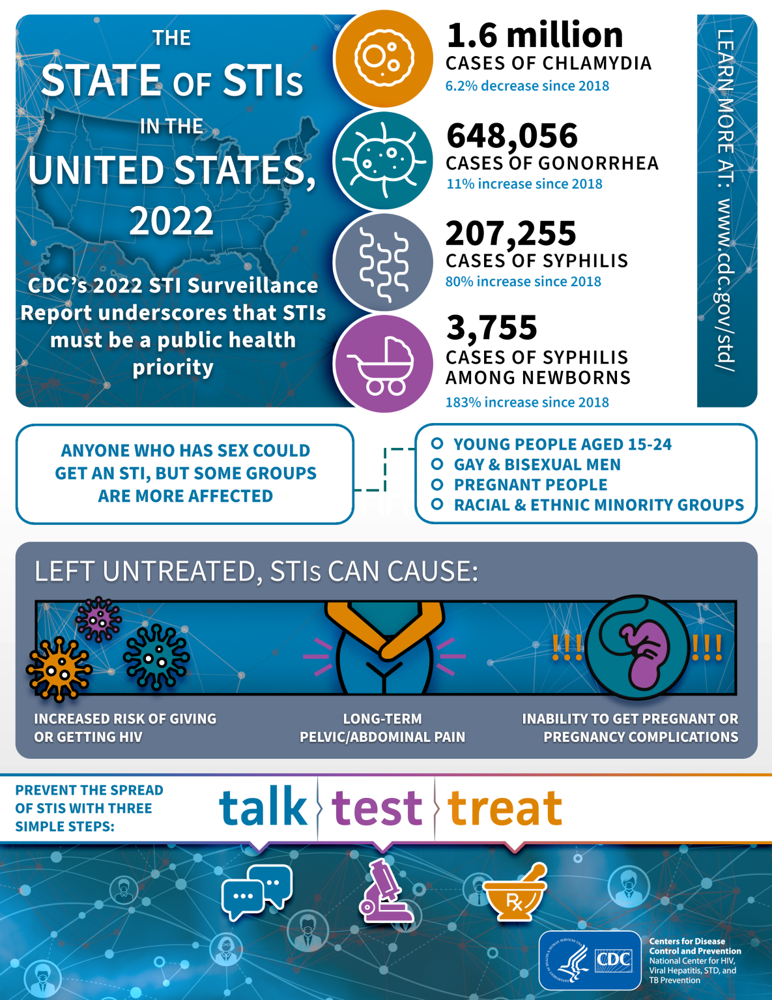 THE
STATE OF STIs
IN THE
UNITED STATES,
2022
CDC's 2022 STI Surveillance
Report underscores that STIs
must be a public health
priority
1.6 million
CASES OF CHLAMYDIA
6.2% decrease since 2018
648,056
CASES OF GONORRHEA
11% increase since 2018
207,255
CASES OF SYPHILIS
80% increase since 2018
3,755
CASES OF SYPHILIS
AMONG NEWBORNS
183% increase since 2018
LEARN MORE AT: www.cdc.gov/std/
ANYONE WHO HAS SEX COULD
GET AN STI, BUT SOME GROUPS
ARE MORE AFFECTED
YOUNG PEOPLE AGED 15-24
GAY & BISEXUAL MEN
PREGNANT PEOPLE
RACIAL & ETHNIC MINORITY GROUPS
LEFT UNTREATED, STIs CAN CAUSE:
!!! !!!
INCREASED RISK OF GIVING
OR GETTING HIV
LONG-TERM
PELVIC/ABDOMINAL PAIN
INABILITY TO GET PREGNANT OR
PREGNANCY COMPLICATIONS
PREVENT THE SPREAD
OF STIS WITH THREE
SIMPLE STEPS:
talk
test
treat
Rx
DEPARTMENT OF HEALTH & HUMAN SERVICES·USA
CDC
Centers for Disease
Control and Prevention
National Center for HIV,
Viral Hepatitis, STD, and
TB Prevention